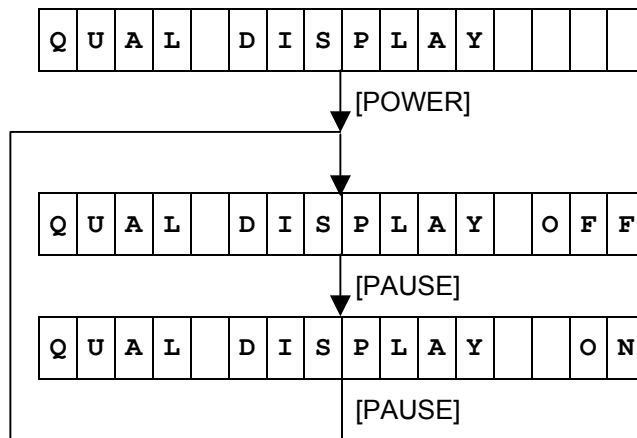 QUAL DISPLAY
[POWER]
QUAL DISPLAY OFF
[PAUSE]
QUAL DISPLAY  ON
[PAUSE]